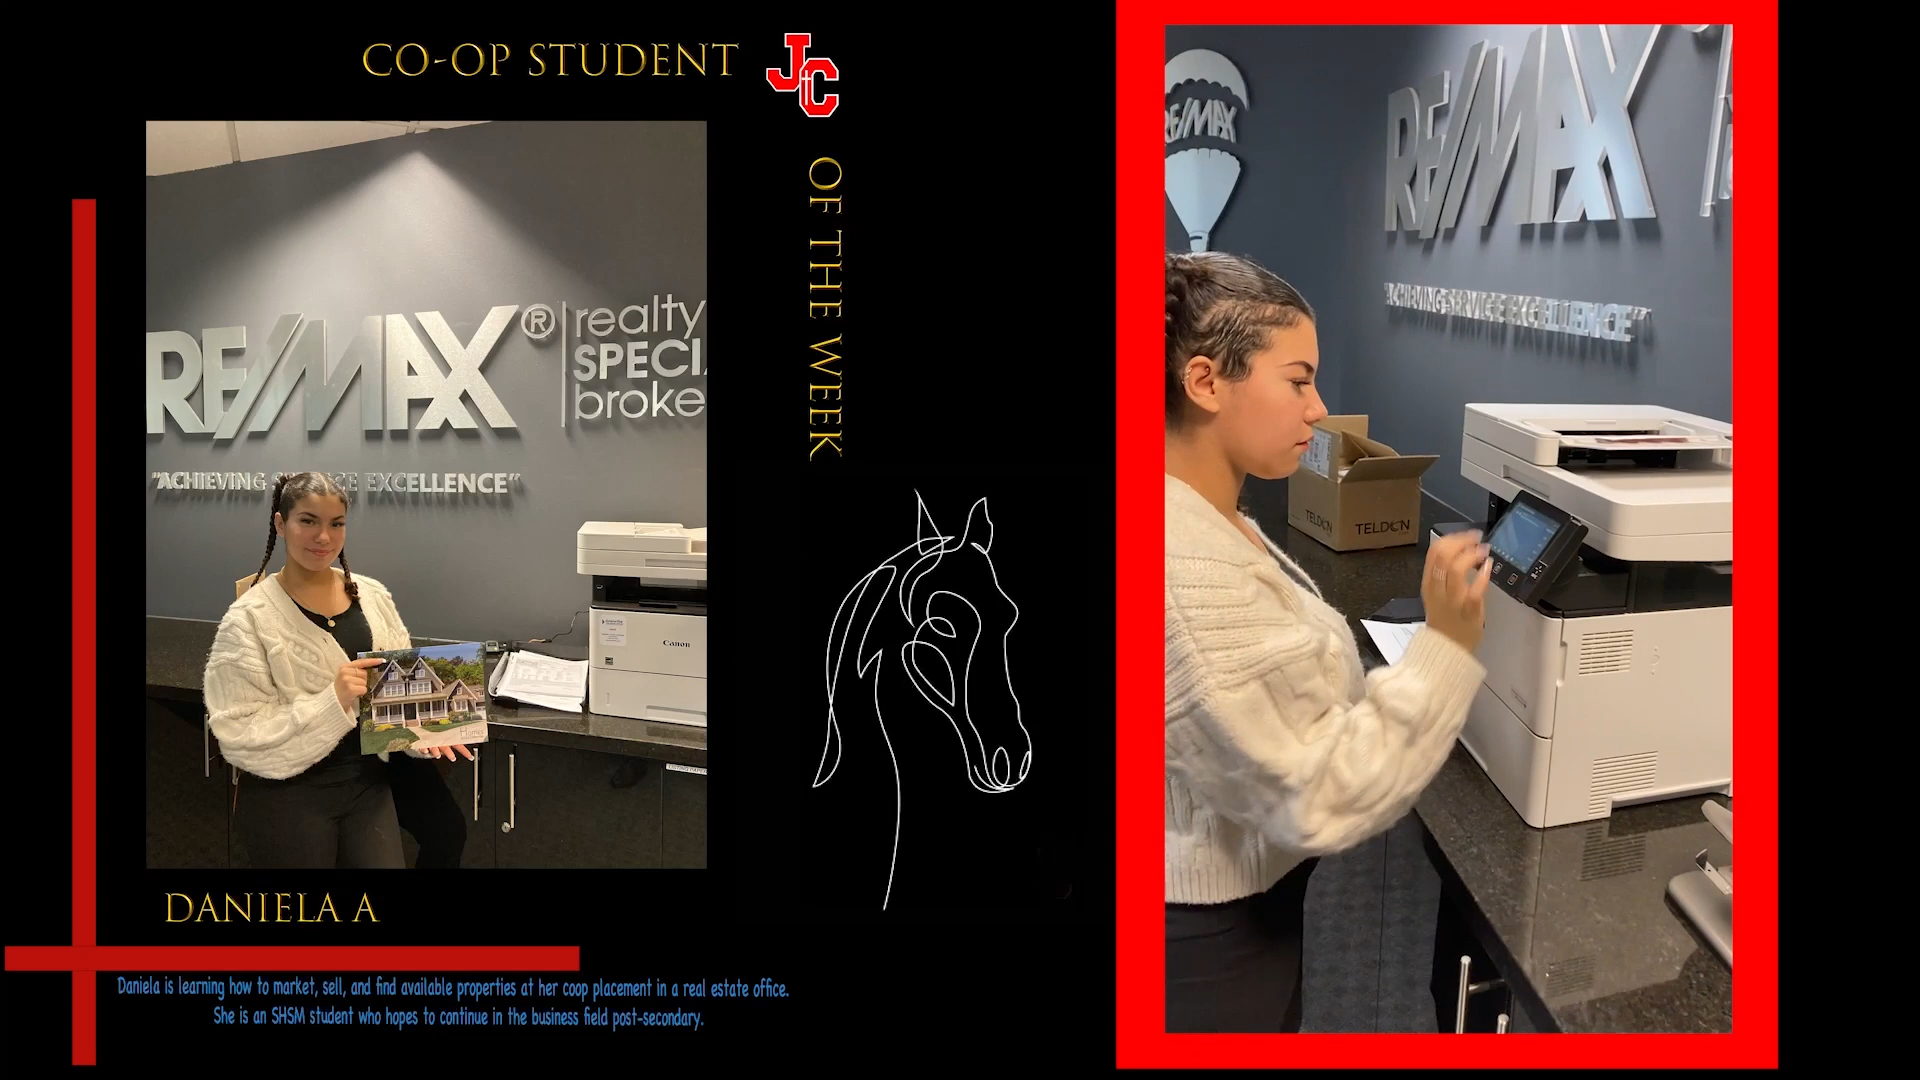 CO-OP STUDENT
JC
OF THE WEEK
RE/MAX® realty
SPECI
broke
"ACHIEVING SERVICE EXCELLENCE"
Canon
Homes
DANIELA A
Daniela is learning how to market, sell, and find available properties at her coop placement in a real estate office.
She is an SHSM student who hopes to continue in the business field post-secondary.
RE/MAX
RE/MAX
"ACHIEVING SERVICE EXCELLENCE"
TELDON TELDON